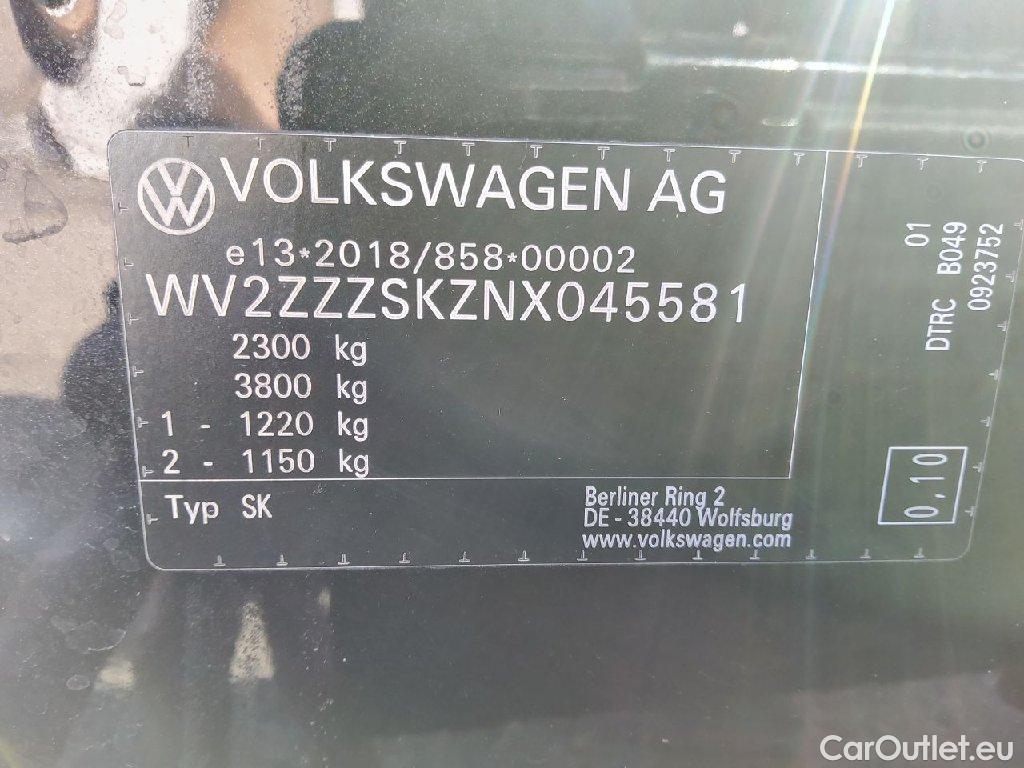 VOLKSWAGEN AG
e13*2018/858*00002
WV2ZZZSKZNX045581
2300 kg
3800 kg
1 - 1220 kg
2 - 1150 kg
Typ SK
Berliner Ring 2
DE - 38440 Wolfsburg
www.volkswagen.com
01
DTRC B049
0923752
0,10
CarOutlet.eu